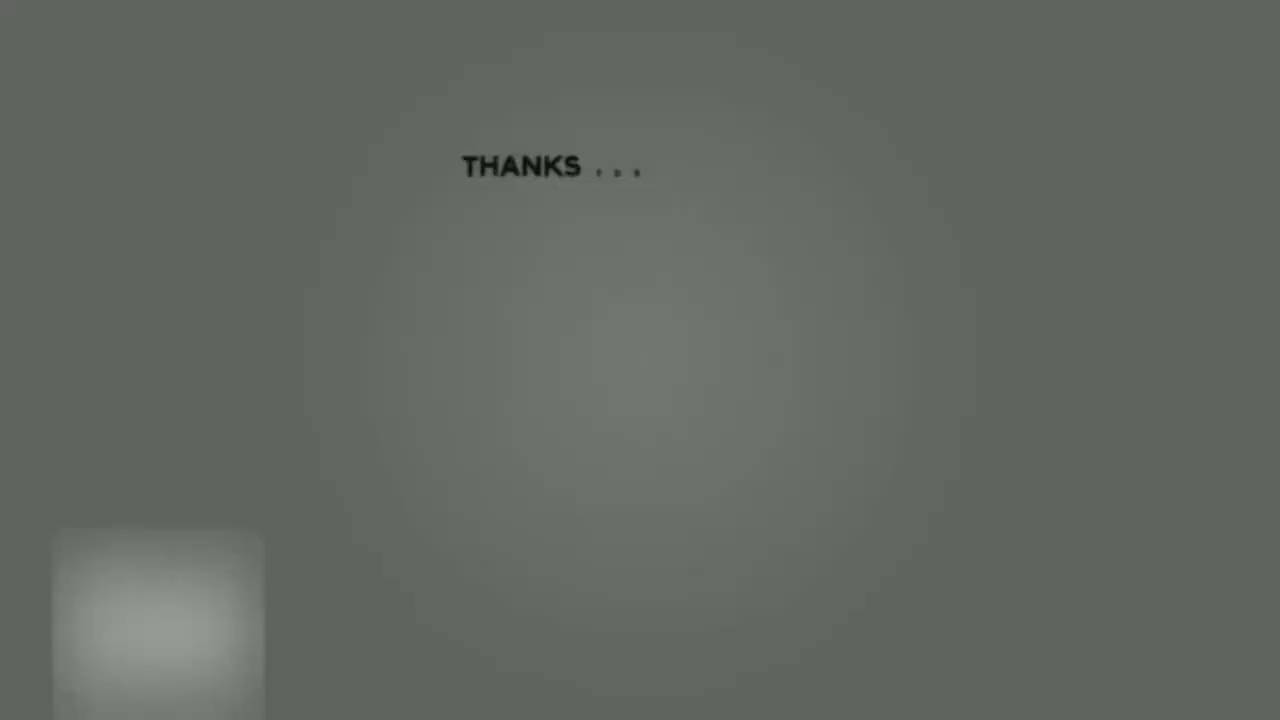 THANKS . . .